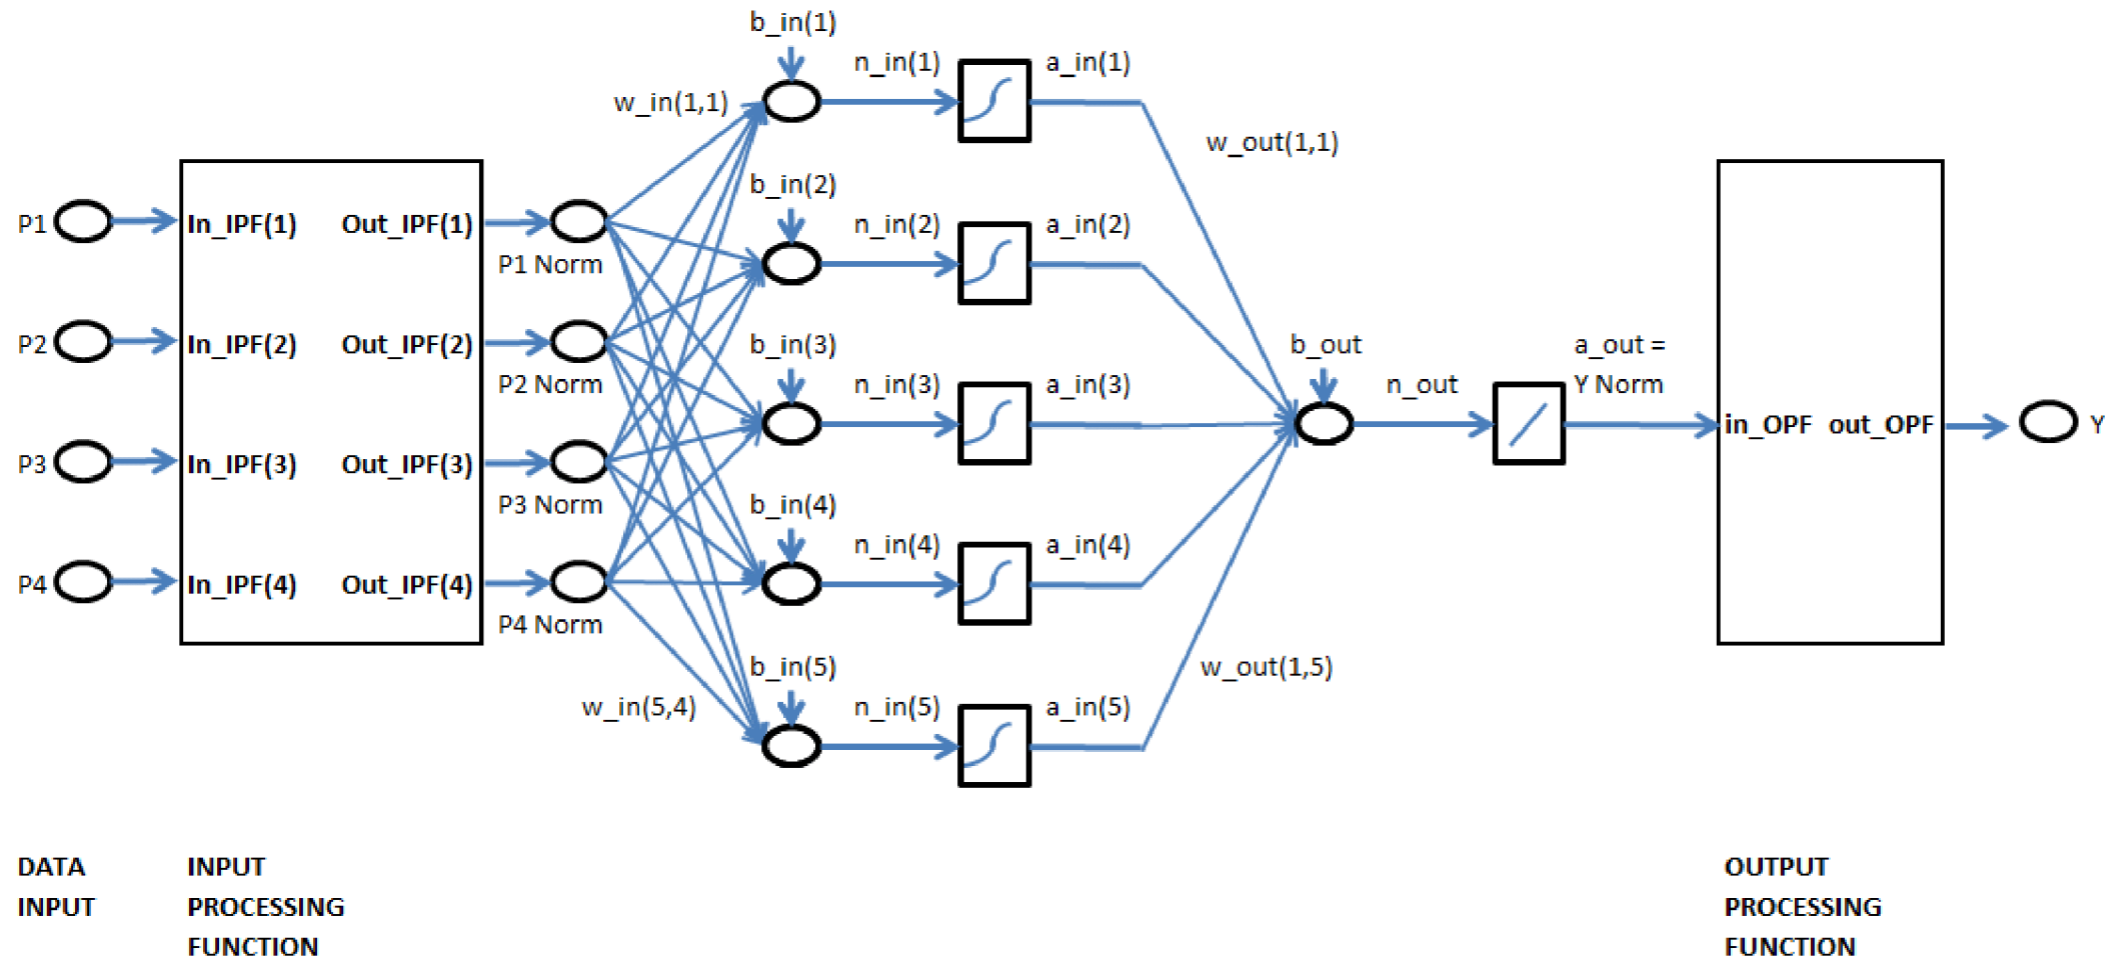 b_in(1)
n_in(1)
a_in(1)
w_in(1,1)
w_out(1,1)
b_in(2)
P1
In_IPF(1)
Out_IPF(1)
n_in(2)
a_in(2)
P1 Norm
P2
In_IPF(2)
Out_IPF(2)
b_in(3)
b_out
a_out =
P2 Norm
n_in(3)
a_in(3)
n_out
Y Norm
in_OPF
out_OPF
Y
P3
In_IPF(3)
Out_IPF(3)
P3 Norm
b_in(4)
n_in(4)
a_in(4)
P4
In_IPF(4)
Out_IPF(4)
P4 Norm
b_in(5)
w_out(1,5)
w_in(5,4)
n_in(5)
a_in(5)
DATA
INPUT
INPUT
PROCESSING
FUNCTION
OUTPUT
PROCESSING
FUNCTION